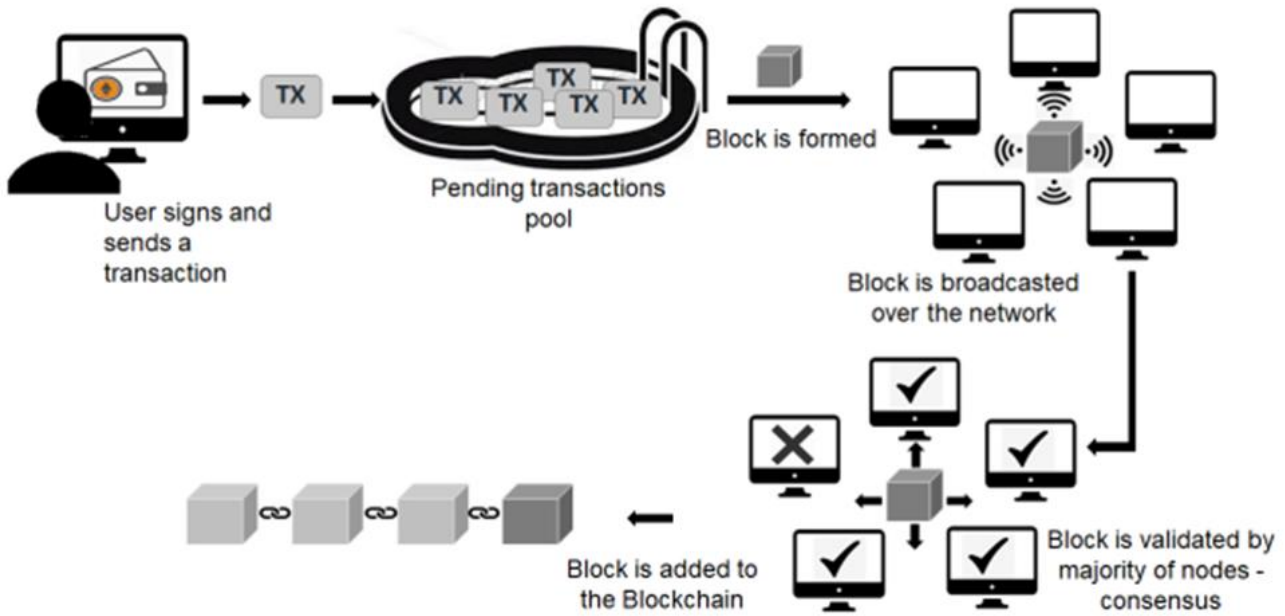 TX
TX
TX
TX
TX
TX
Block is formed
Pending transactions
pool
User signs and
sends a
transaction
Block is broadcasted
over the network
Block is validated by
majority of nodes -
consensus
Block is added to
the Blockchain